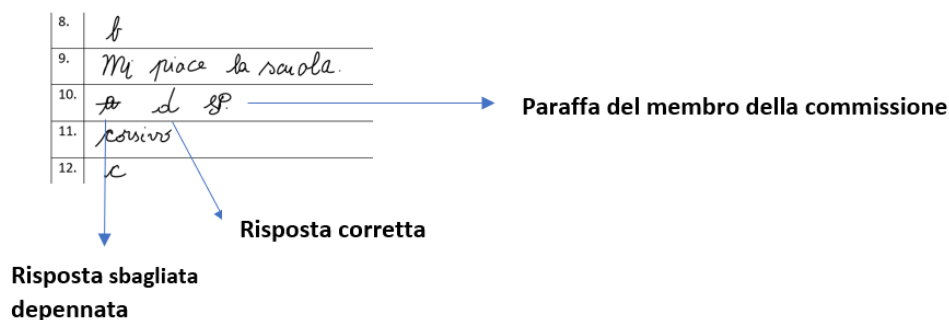 8. b
9. Mi piace la scuola.
10. a d SP. Paraffa del membro della commissione
11. corsivo
12. c
Risposta corretta
Risposta sbagliata
depennata